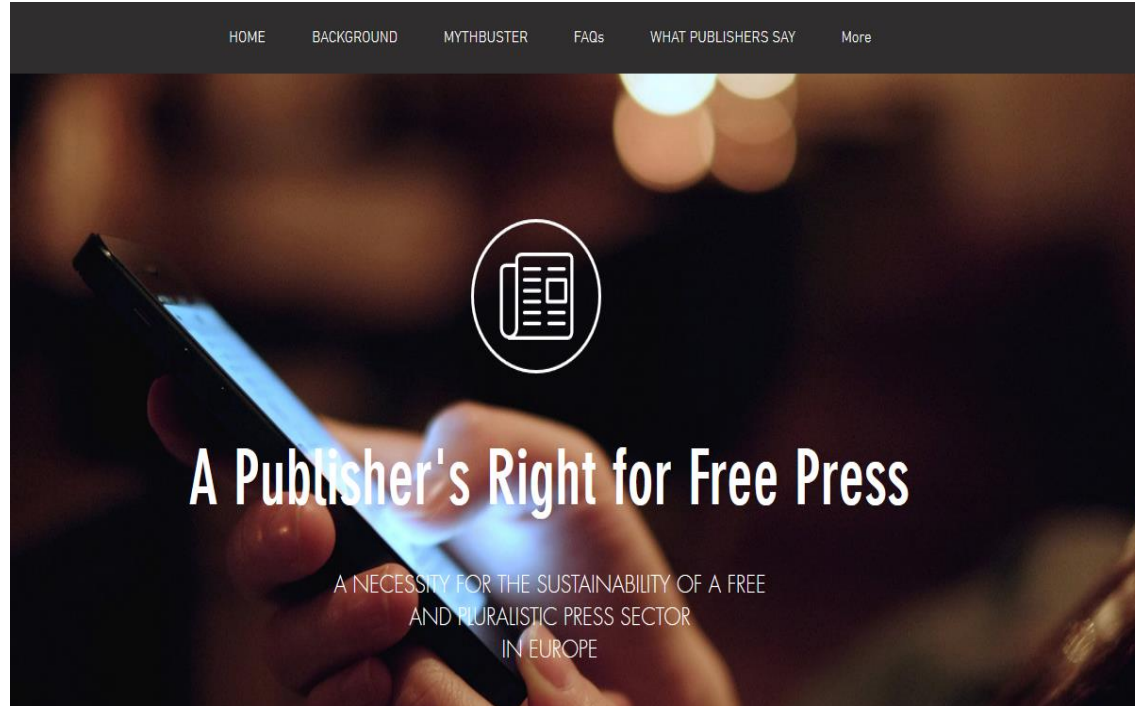 HOME BACKGROUND MYTHBUSTER FAQs WHAT PUBLISHERS SAY More
A Publisher's Right for Free Press
A NECESSITY FOR THE SUSTAINABILITY OF A FREE
AND PLURALISTIC PRESS SECTOR
IN EUROPE